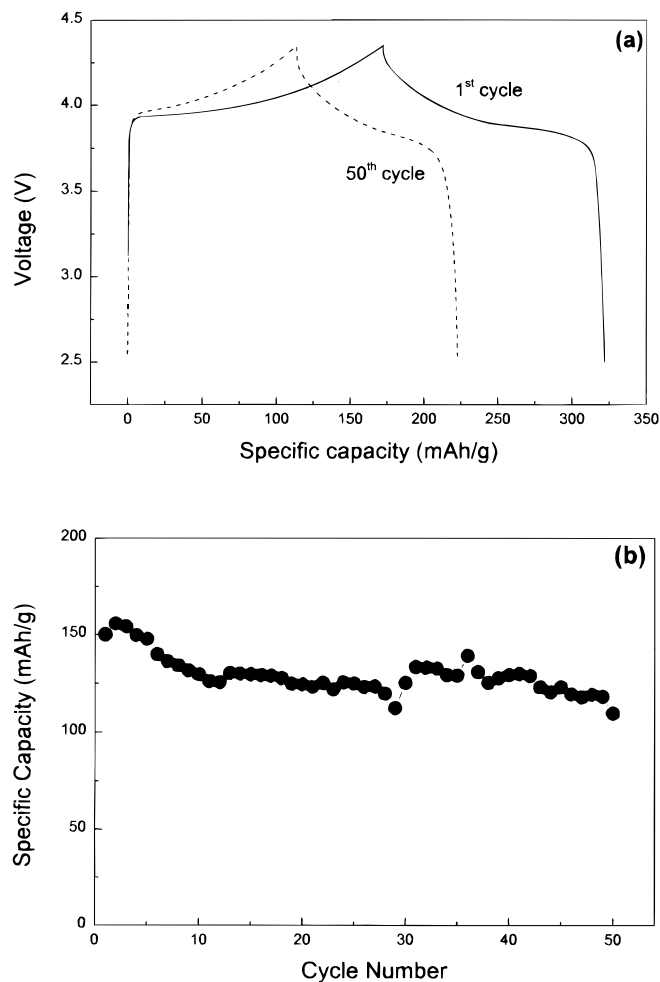 4.5
(a)
1st cycle
4.0
Voltage (V)
3.5
50th cycle
3.0
2.5
0 50 100 150 200 250 300 350
Specific capacity (mAh/g)
200
(b)
150
Specific Capacity (mAh/g)
100
50
0
0 10 20 30 40 50
Cycle Number